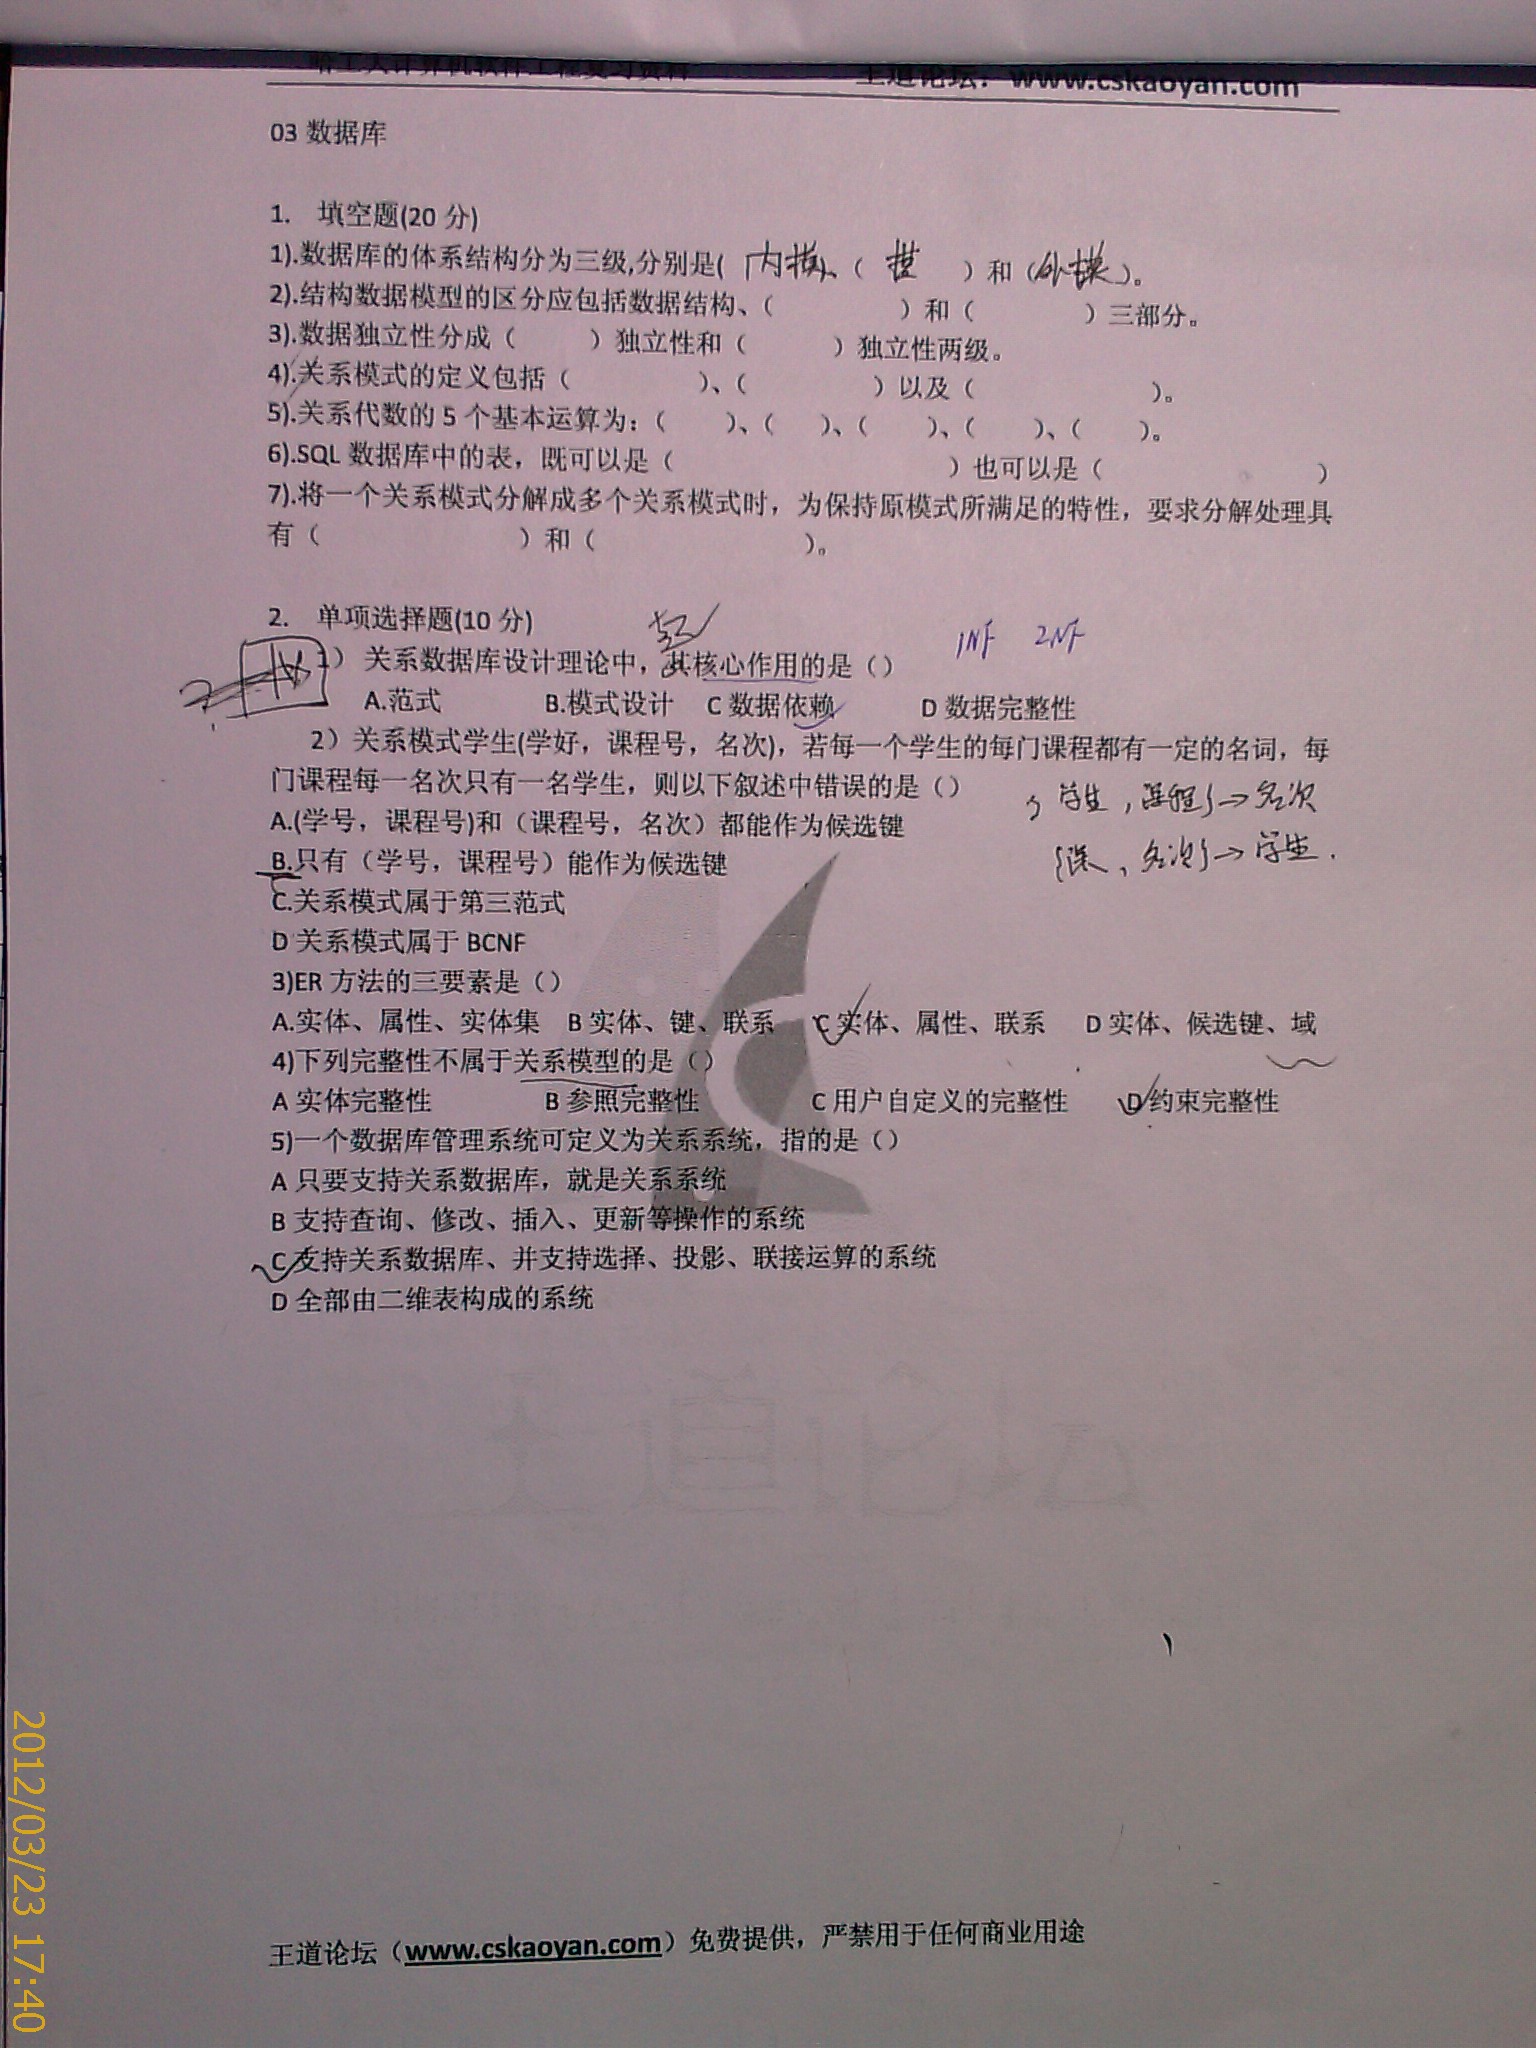 哈工大计算机软件工程复习资料 王道论坛：www.cskaoyan.com
03 数据库
1. 填空题(20 分)
1).数据库的体系结构分为三级,分别是( 内模)、（ 模 ）和（外模 ）。
2).结构数据模型的区分应包括数据结构、（ ）和（ ）三部分。
3).数据独立性分成（ ）独立性和（ ）独立性两级。
4).关系模式的定义包括（ ）、（ ）以及（ ）。
5).关系代数的 5 个基本运算为：（ ）、（ ）、（ ）、（ ）、（ ）。
6).SQL 数据库中的表，既可以是（ ）也可以是（ ）
7).将一个关系模式分解成多个关系模式时，为保持原模式所满足的特性，要求分解处理具
有（ ）和（ ）。
2. 单项选择题(10 分)
1NF 2NF
1） 关系数据库设计理论中，其核心作用的是（）
A.范式 B.模式设计 C 数据依赖 D 数据完整性
2）关系模式学生(学好，课程号，名次)，若每一个学生的每门课程都有一定的名词，每
门课程每一名次只有一名学生，则以下叙述中错误的是（）
学生，课程}→名次
A.(学号，课程号)和（课程号，名次）都能作为候选键
{课，名次}→学生.
B.只有（学号，课程号）能作为候选键
C.关系模式属于第三范式
D 关系模式属于 BCNF
3)ER 方法的三要素是（）
A.实体、属性、实体集 B 实体、键、联系 C 实体、属性、联系 D 实体、候选键、域
4)下列完整性不属于关系模型的是（）
A 实体完整性 B 参照完整性 C 用户自定义的完整性 D 约束完整性
5)一个数据库管理系统可定义为关系系统，指的是（）
A 只要支持关系数据库，就是关系系统
B 支持查询、修改、插入、更新等操作的系统
C 支持关系数据库、并支持选择、投影、联接运算的系统
D 全部由二维表构成的系统
王道论坛（www.cskaoyan.com）免费提供，严禁用于任何商业用途
2012/03/23 17:40